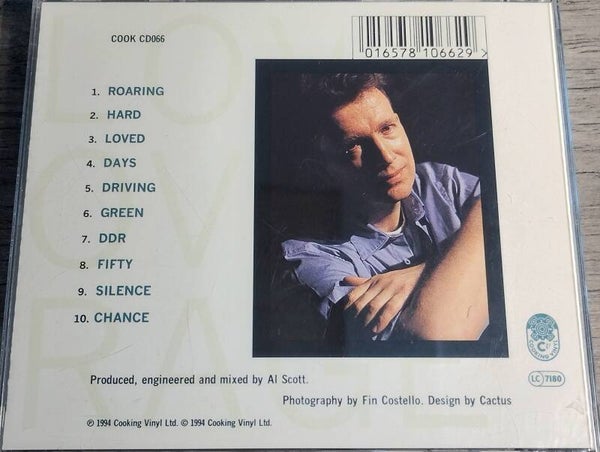 COOK CD066
016578 106629
1. ROARING
2. HARD
3. LOVED
4. DAYS
5. DRIVING
6. GREEN
7. DDR
8. FIFTY
9. SILENCE
10. CHANCE
COOKING VINYL
LC 7180
Produced, engineered and mixed by Al Scott.
Photography by Fin Costello. Design by Cactus
℗ 1994 Cooking Vinyl Ltd. © 1994 Cooking Vinyl Ltd.